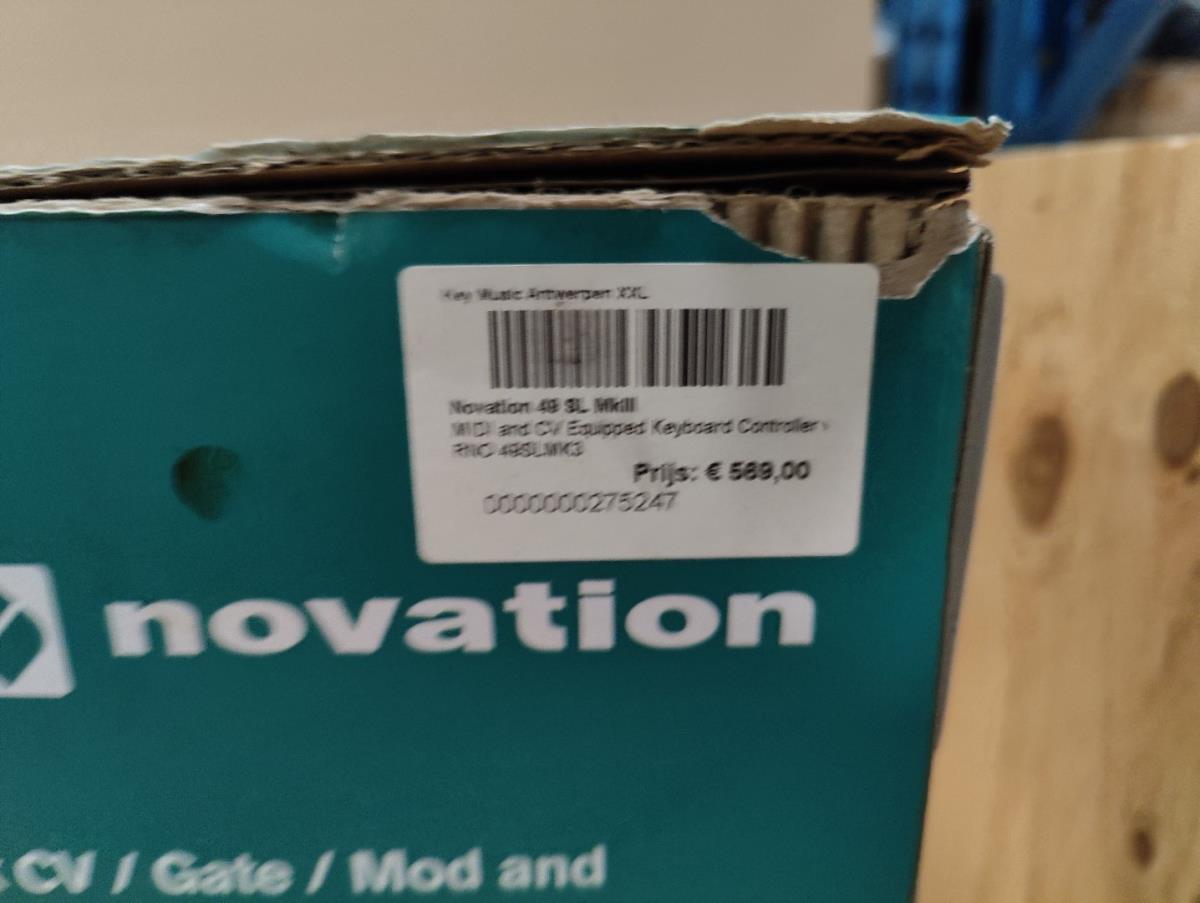 Key Music Antwerpen XXL
Novation 49 SL MkIII
MIDI and CV Equipped Keyboard Controller
RNO 49SLMK3
Prijs: € 569,00
0000000275247
novation
CV / Gate / Mod and